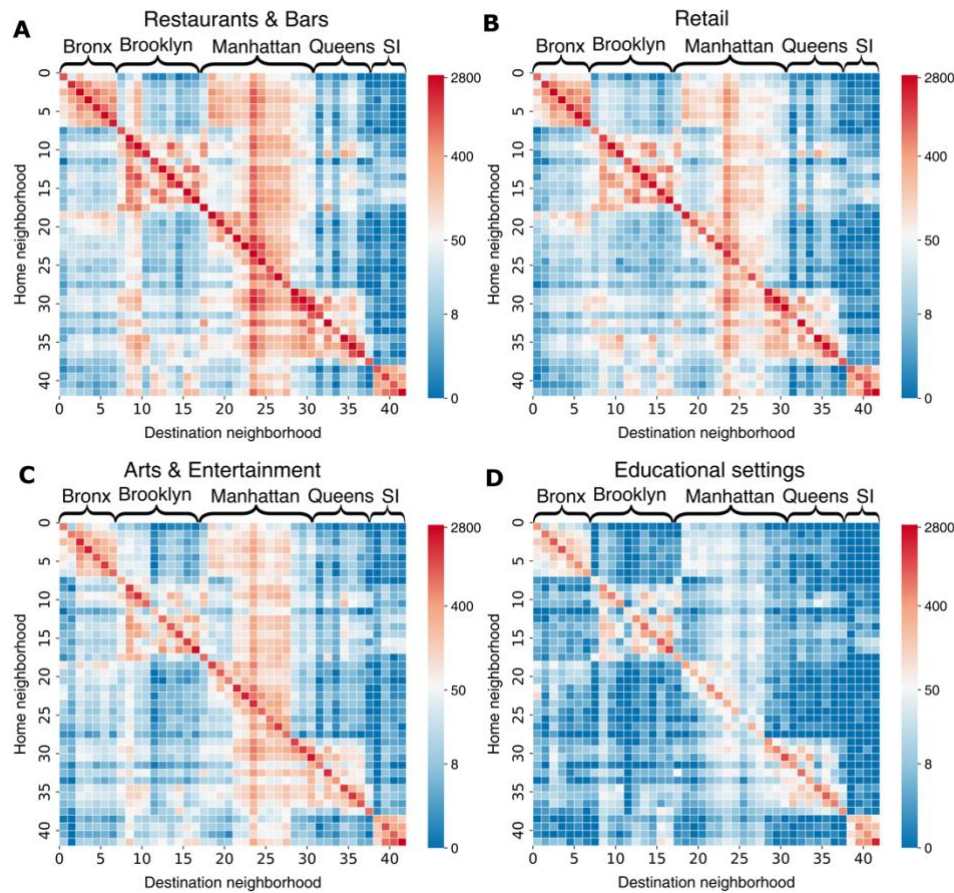 A
Restaurants & Bars
Bronx Brooklyn Manhattan Queens SI
0
5
10
15
20
25
30
35
40
Home neighborhood
0 5 10 15 20 25 30 35 40
Destination neighborhood
2800
400
50
8
0
B
Retail
Bronx Brooklyn Manhattan Queens SI
0
5
10
15
20
25
30
35
40
Home neighborhood
0 5 10 15 20 25 30 35 40
Destination neighborhood
2800
400
50
8
0
C
Arts & Entertainment
Bronx Brooklyn Manhattan Queens SI
0
5
10
15
20
25
30
35
40
Home neighborhood
0 5 10 15 20 25 30 35 40
Destination neighborhood
2800
400
50
8
0
D
Educational settings
Bronx Brooklyn Manhattan Queens SI
0
5
10
15
20
25
30
35
40
Home neighborhood
0 5 10 15 20 25 30 35 40
Destination neighborhood
2800
400
50
8
0